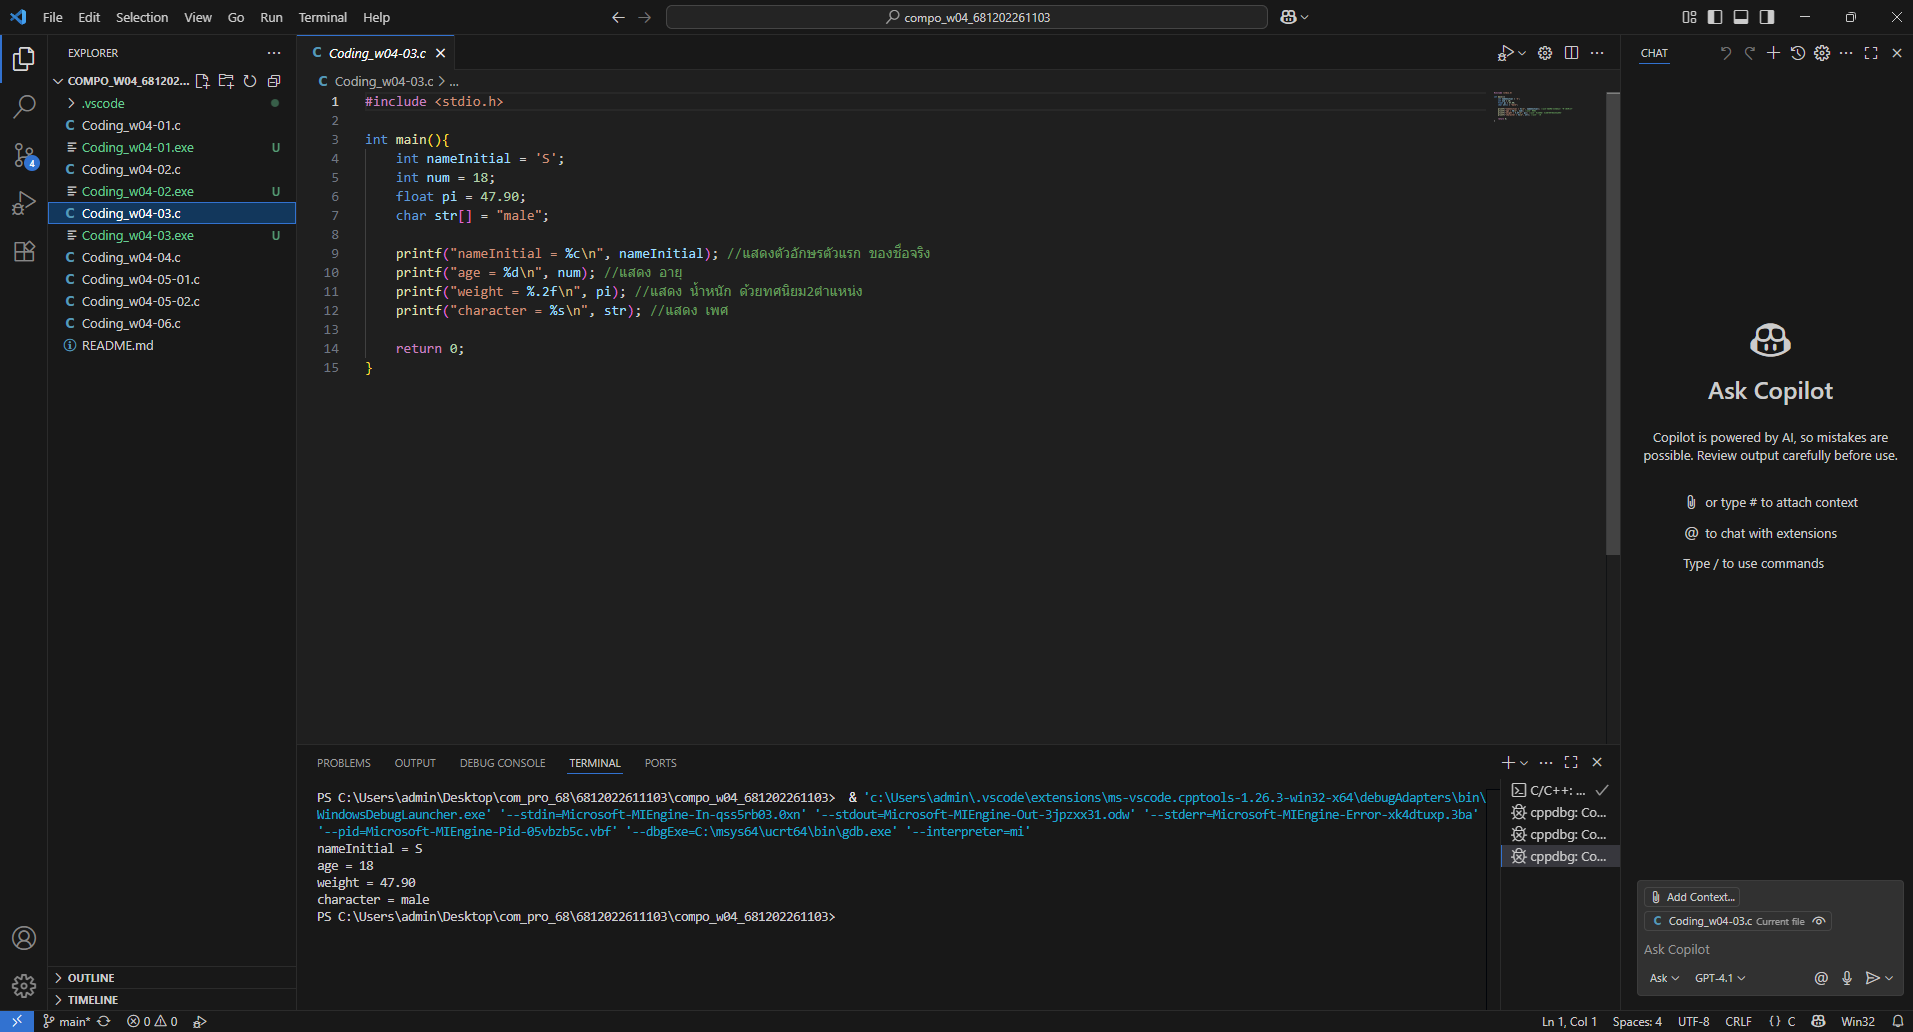 File Edit Selection View Go Run Terminal Help
compo_w04_681202261103
EXPLORER
COMPO_W04_681202...
.vscode
C Coding_w04-01.c
Coding_w04-01.exe U
C Coding_w04-02.c
Coding_w04-02.exe U
C Coding_w04-03.c
Coding_w04-03.exe U
C Coding_w04-04.c
C Coding_w04-05-01.c
C Coding_w04-05-02.c
C Coding_w04-06.c
README.md
4
OUTLINE
TIMELINE
C Coding_w04-03.c
C Coding_w04-03.c > ...
1 #include <stdio.h>
2
3 int main(){
4 int nameInitial = 'S';
5 int num = 18;
6 float pi = 47.90;
7 char str[] = "male";
8
9 printf("nameInitial = %c\n", nameInitial); //แสดงตัวอักษรตัวแรก ของชื่อจริง
10 printf("age = %d\n", num); //แสดง อายุ
11 printf("weight = %.2f\n", pi); //แสดง น้ำหนัก ด้วยทศนิยม2ตำแหน่ง
12 printf("character = %s\n", str); //แสดง เพศ
13
14 return 0;
15 }
PROBLEMS OUTPUT DEBUG CONSOLE TERMINAL PORTS
PS C:\Users\admin\Desktop\com_pro_68\6812022611103\compo_w04_681202261103> & 'c:\Users\admin\.vscode\extensions\ms-vscode.cpptools-1.26.3-win32-x64\debugAdapters\bin\
WindowsDebugLauncher.exe' '--stdin=Microsoft-MIEngine-In-qss5rb03.0xn' '--stdout=Microsoft-MIEngine-Out-3jpzxx31.odw' '--stderr=Microsoft-MIEngine-Error-xk4dtuxp.3ba'
'--pid=Microsoft-MIEngine-Pid-05vbzb5c.vbf' '--dbgExe=C:\msys64\ucrt64\bin\gdb.exe' '--interpreter=mi'
nameInitial = S
age = 18
weight = 47.90
character = male
PS C:\Users\admin\Desktop\com_pro_68\6812022611103\compo_w04_681202261103>
C/C++: ...
cppdbg: Co...
cppdbg: Co...
cppdbg: Co...
CHAT
Ask Copilot
Copilot is powered by AI, so mistakes are
possible. Review output carefully before use.
or type # to attach context
@ to chat with extensions
Type / to use commands
Add Context...
C Coding_w04-03.c Current file
Ask Copilot
Ask GPT-4.1
main* 0 0
Ln 1, Col 1 Spaces: 4 UTF-8 CRLF {} C Win32